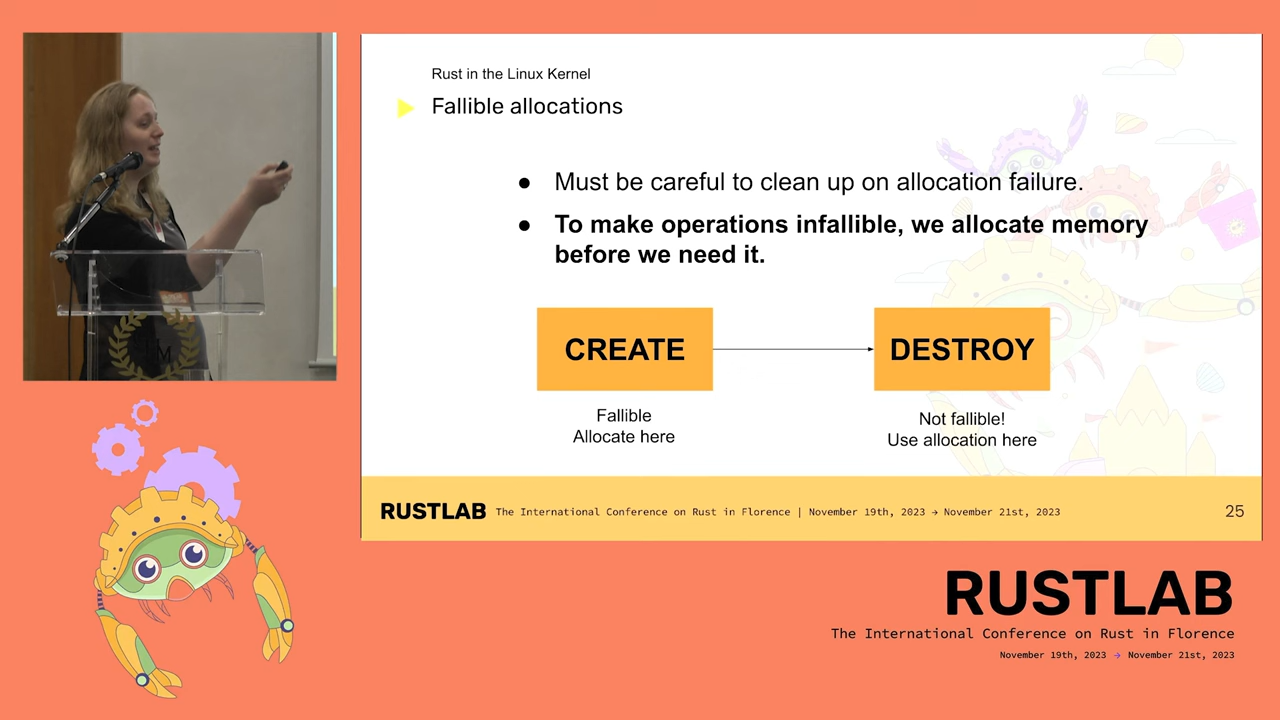 Rust in the Linux Kernel
Fallible allocations
● Must be careful to clean up on allocation failure.
● To make operations infallible, we allocate memory
before we need it.
CREATE
DESTROY
Fallible
Allocate here
Not fallible!
Use allocation here
RUSTLAB The International Conference on Rust in Florence | November 19th, 2023 → November 21st, 2023
25
RUSTLAB
The International Conference on Rust in Florence
November 19th, 2023 → November 21st, 2023